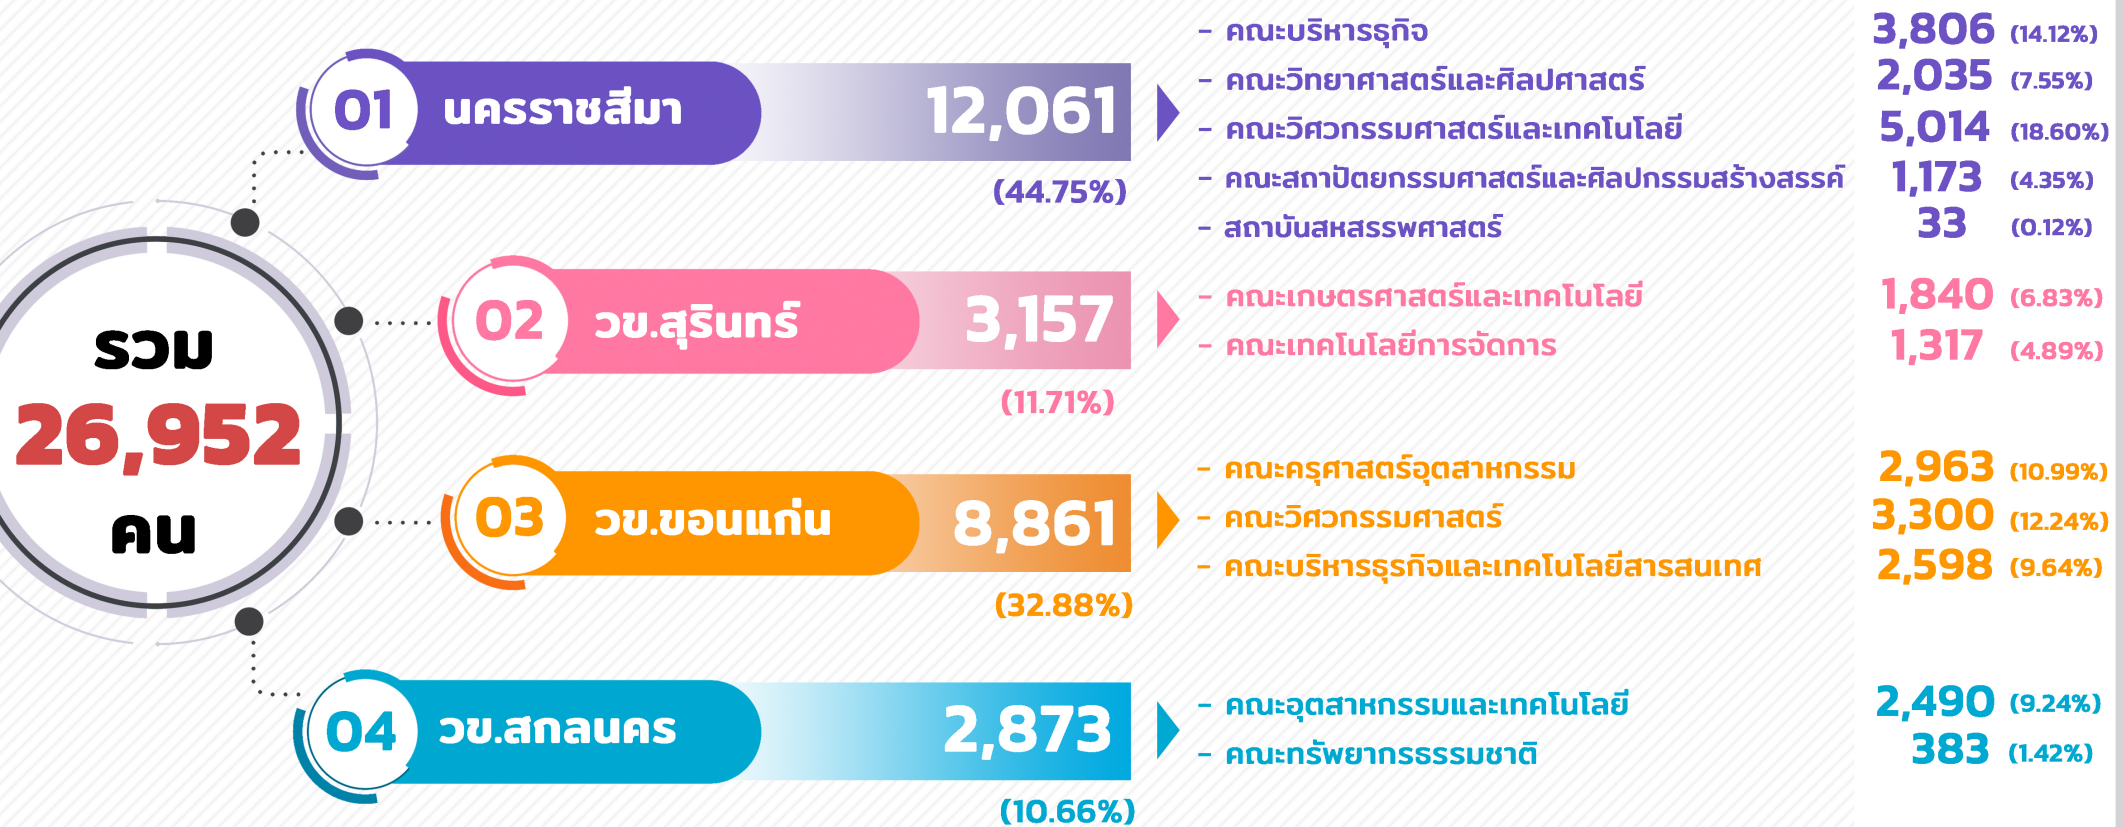 รวม
26,952
คน
01 นครราชสีมา 12,061
(44.75%)
- คณะบริหารธุกิจ 3,806 (14.12%)
- คณะวิทยาศาสตร์และศิลปศาสตร์ 2,035 (7.55%)
- คณะวิศวกรรมศาสตร์และเทคโนโลยี 5,014 (18.60%)
- คณะสถาปัตยกรรมศาสตร์และศิลปกรรมสร้างสรรค์ 1,173 (4.35%)
- สถาบันสหสรรพศาสตร์ 33 (0.12%)
02 วข.สุรินทร์ 3,157
(11.71%)
- คณะเกษตรศาสตร์และเทคโนโลยี 1,840 (6.83%)
- คณะเทคโนโลยีการจัดการ 1,317 (4.89%)
03 วข.ขอนแก่น 8,861
(32.88%)
- คณะครุศาสตร์อุตสาหกรรม 2,963 (10.99%)
- คณะวิศวกรรมศาสตร์ 3,300 (12.24%)
- คณะบริหารธุรกิจและเทคโนโลยีสารสนเทศ 2,598 (9.64%)
04 วข.สกลนคร 2,873
(10.66%)
- คณะอุตสาหกรรมและเทคโนโลยี 2,490 (9.24%)
- คณะทรัพยากรธรรมชาติ 383 (1.42%)